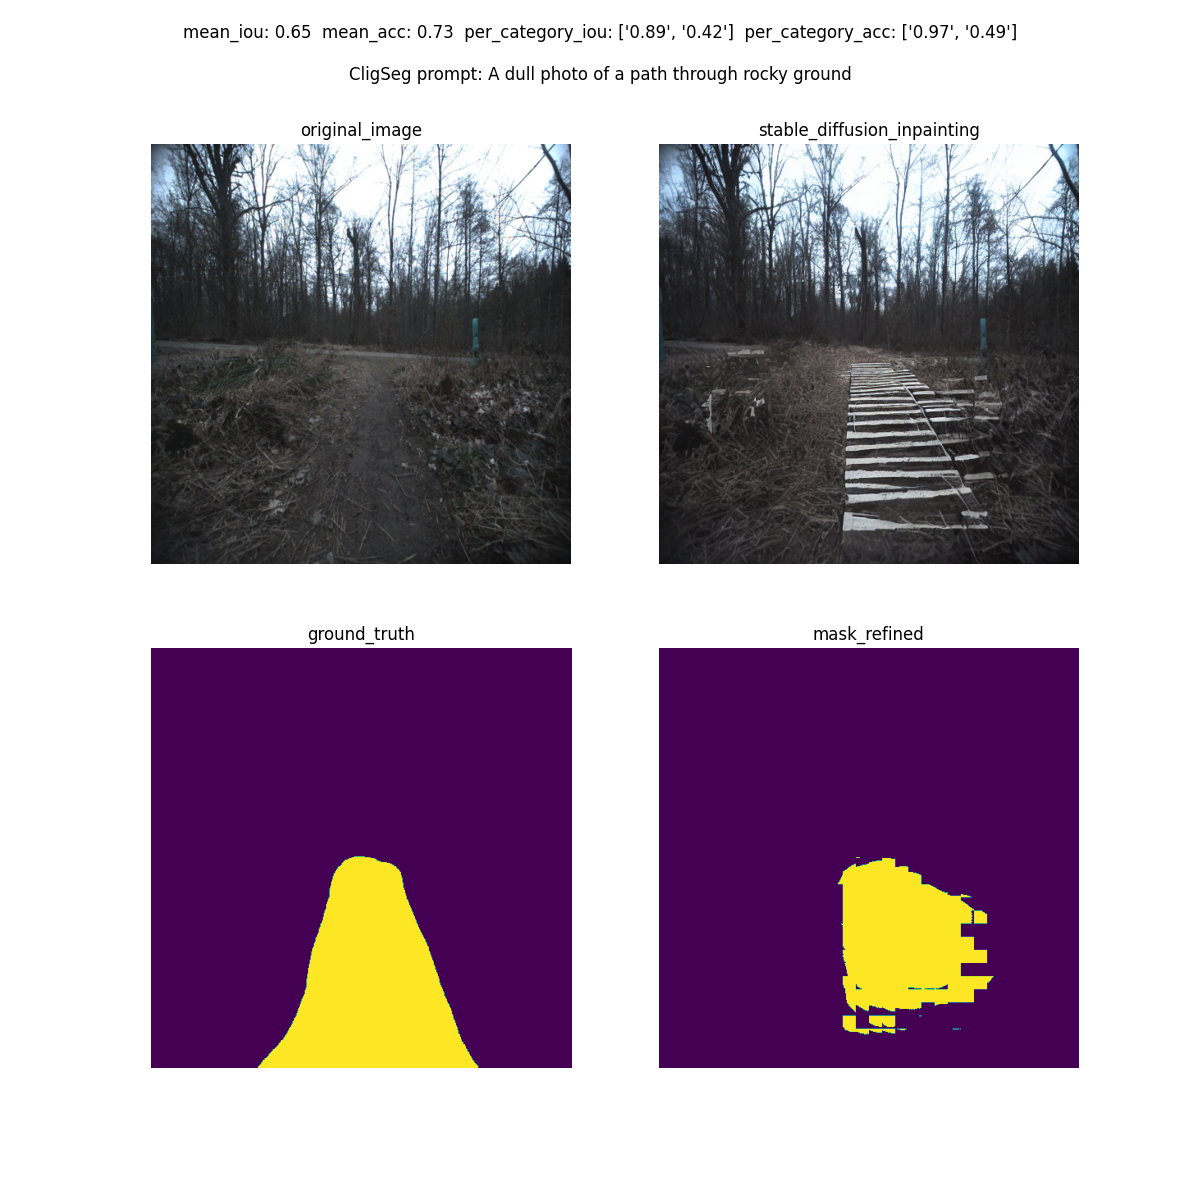 mean_iou: 0.65  mean_acc: 0.73  per_category_iou: ['0.89', '0.42']  per_category_acc: ['0.97', '0.49']
CligSeg prompt: A dull photo of a path through rocky ground
original_image
stable_diffusion_inpainting
ground_truth
mask_refined